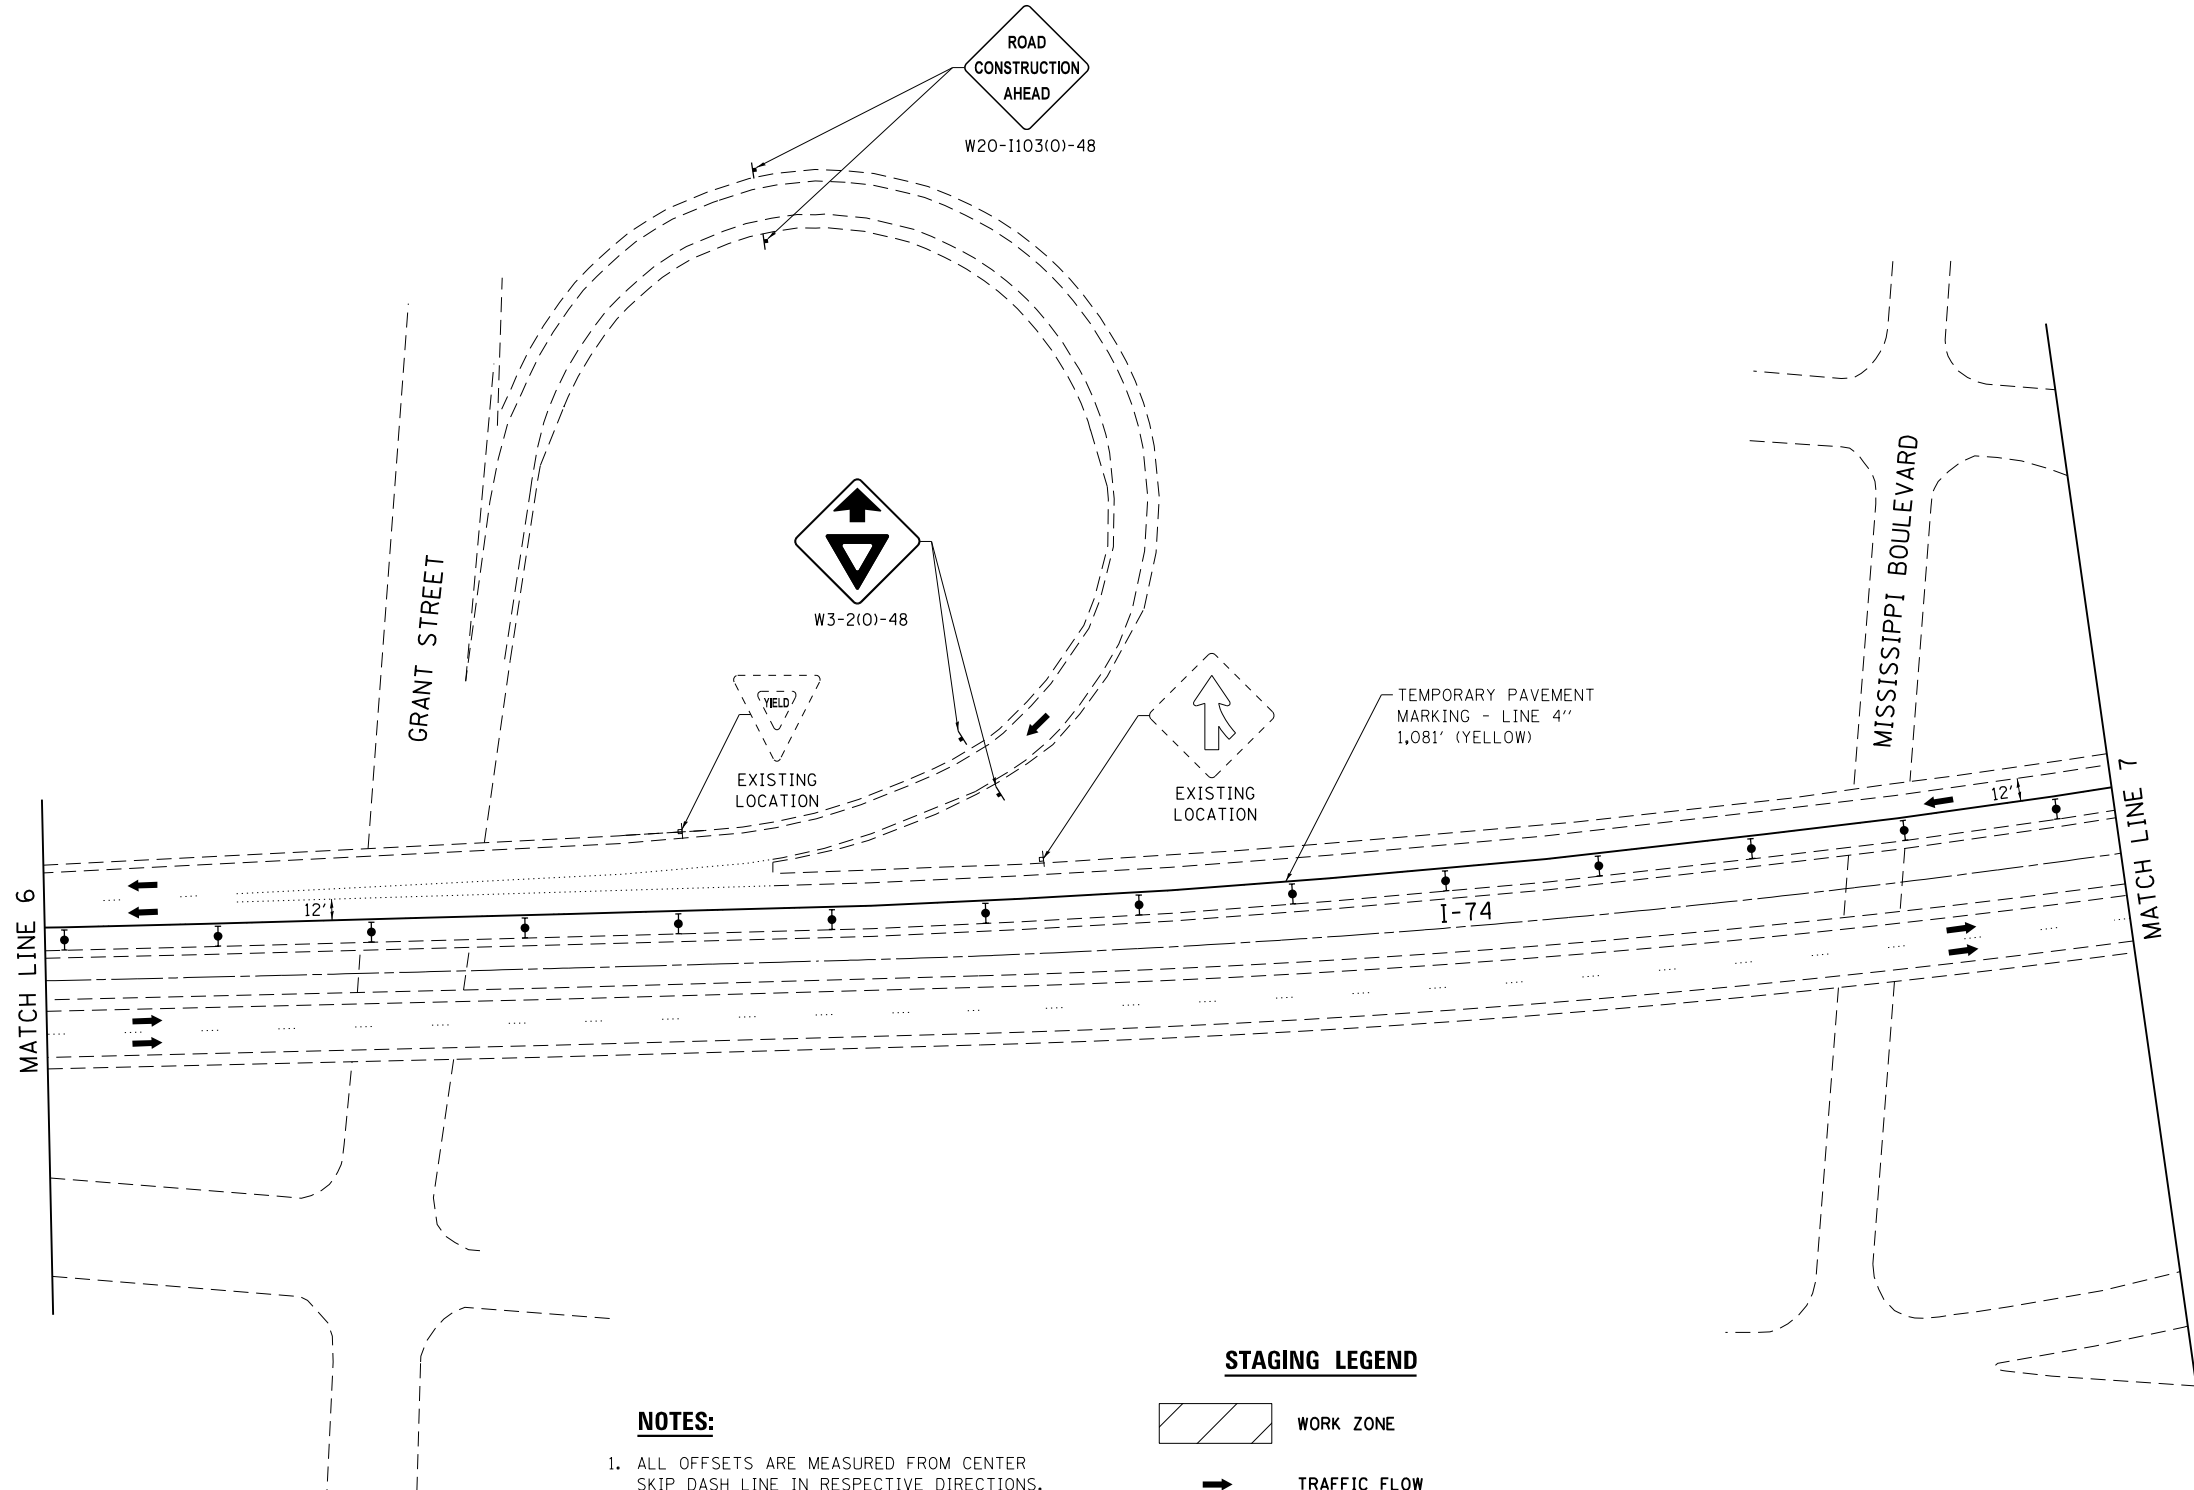 ROAD
CONSTRUCTION
AHEAD
W20-I103(O)-48
W3-2(O)-48
GRANT STREET
YIELD
EXISTING
LOCATION
EXISTING
LOCATION
TEMPORARY PAVEMENT
MARKING - LINE 4''
1,081' (YELLOW)
MISSISSIPPI BOULEVARD
12'
MATCH LINE 7
MATCH LINE 6
12'
I-74
STAGING LEGEND
WORK ZONE
TRAFFIC FLOW
NOTES:
1. ALL OFFSETS ARE MEASURED FROM CENTER
SKIP DASH LINE IN RESPECTIVE DIRECTIONS.